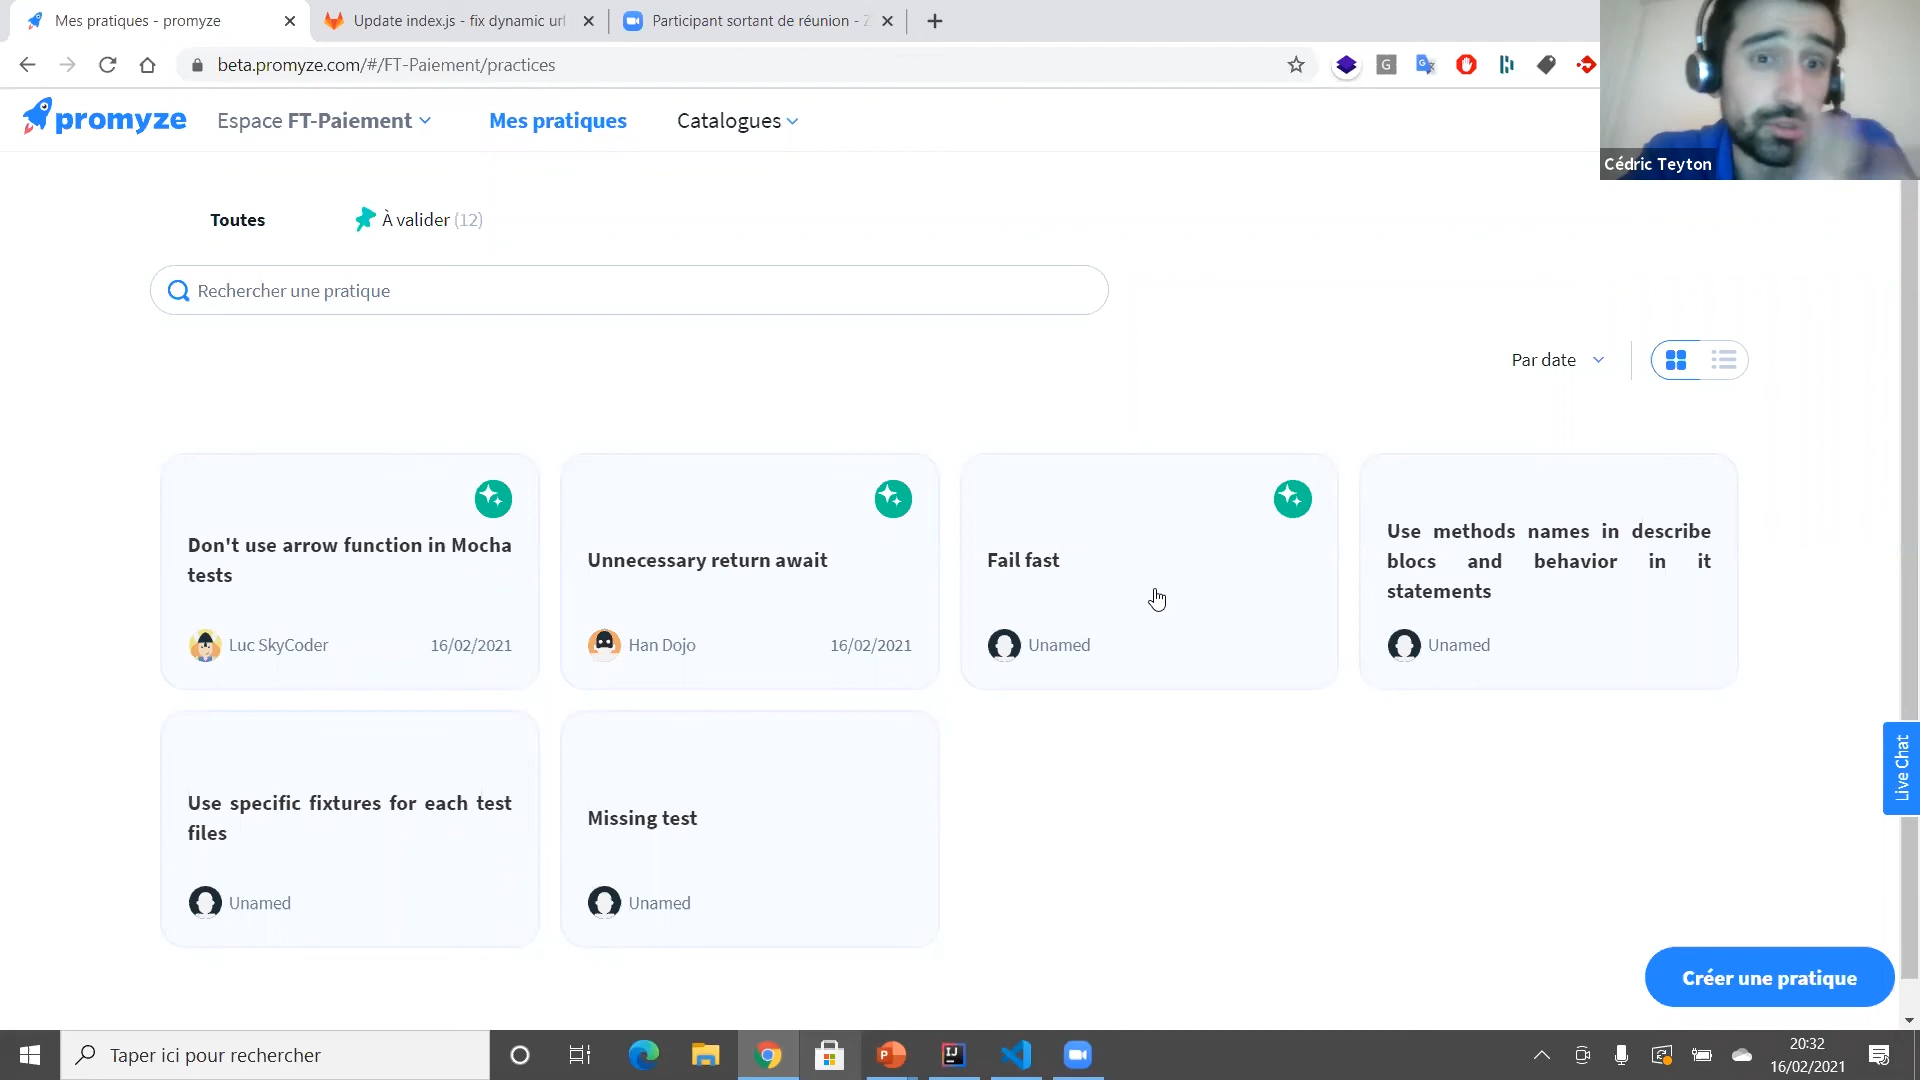 Mes pratiques - promyze
Update index.js - fix dynamic url
Participant sortant de réunion - Z
beta.promyze.com/#/FT-Paiement/practices
G
promyze
Espace FT-Paiement
Mes pratiques
Catalogues
Cédric Teyton
Toutes
À valider (12)
Rechercher une pratique
Par date
Don't use arrow function in Mocha
tests
Luc SkyCoder
16/02/2021
Unnecessary return await
Han Dojo
16/02/2021
Fail fast
Unamed
Use methods names in describe
blocs and behavior in it
statements
Unamed
Use specific fixtures for each test
files
Unamed
Missing test
Unamed
Live Chat
Créer une pratique
Taper ici pour rechercher
20:32
16/02/2021